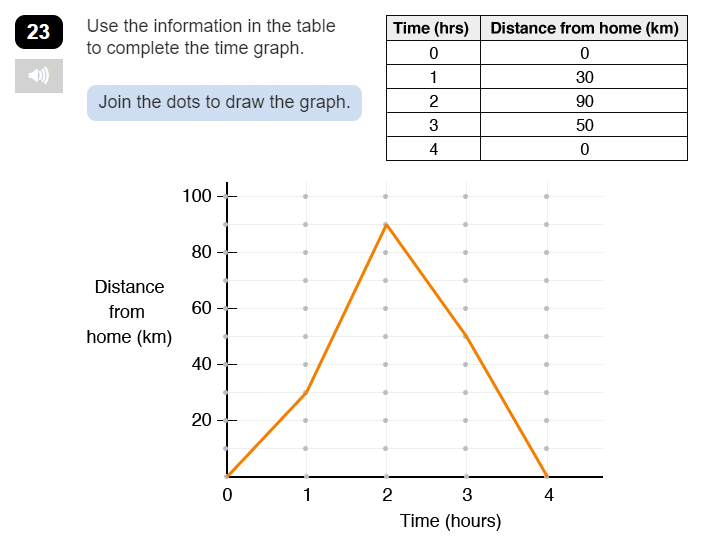 23
Use the information in the table
to complete the time graph.
Join the dots to draw the graph.
Time (hrs) Distance from home (km)
0 0
1 30
2 90
3 50
4 0
100
80
60
40
20
Distance
from
home (km)
0 1 2 3 4
Time (hours)